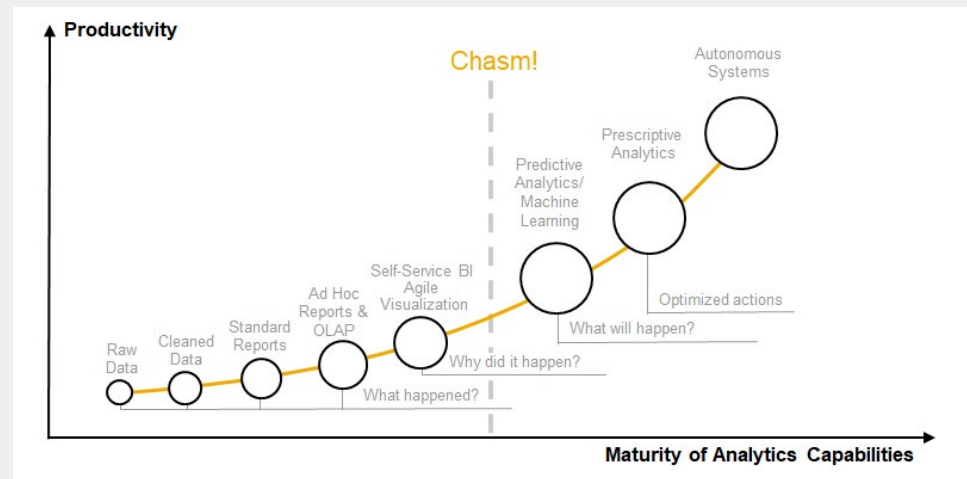 Productivity
Chasm!
Autonomous
Systems
Prescriptive
Analytics
Predictive
Analytics/
Machine
Learning
Self-Service BI
Agile
Visualization
Ad Hoc
Reports &
OLAP
Standard
Reports
Cleaned
Data
Raw
Data
Optimized actions
What will happen?
Why did it happen?
What happened?
Maturity of Analytics Capabilities